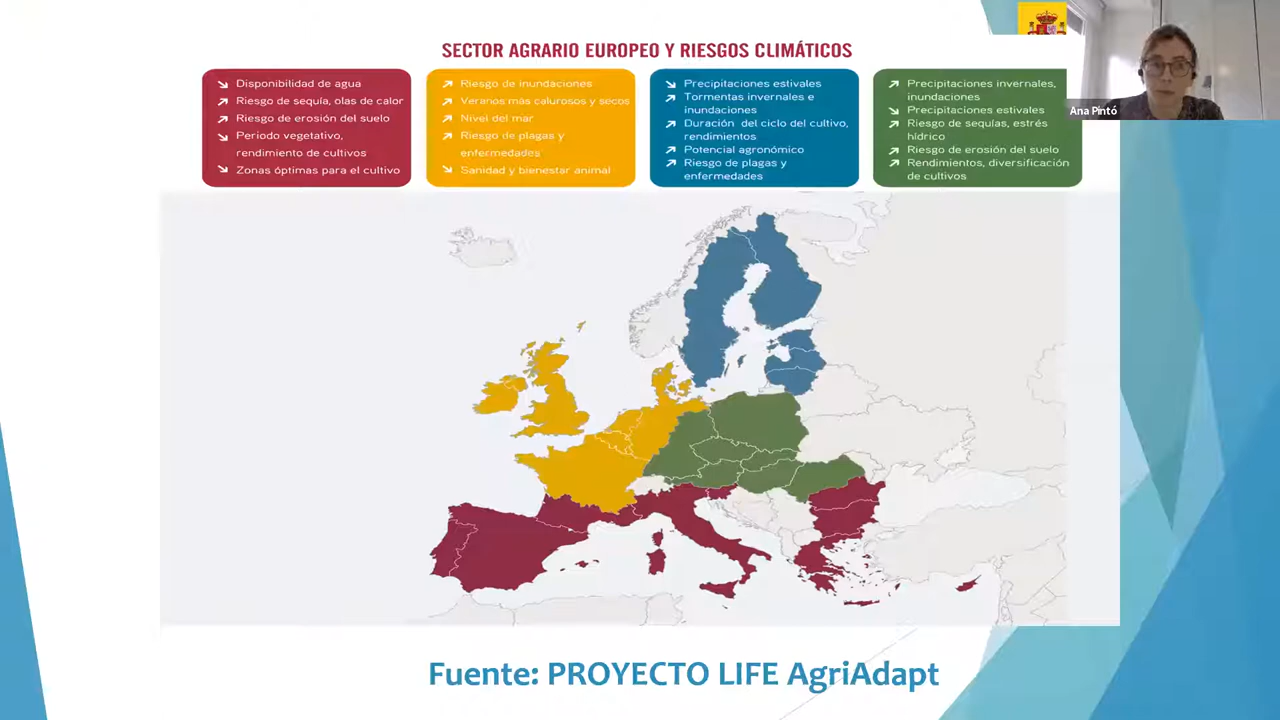 SECTOR AGRARIO EUROPEO Y RIESGOS CLIMÁTICOS
Disponibilidad de agua
Riesgo de sequía, olas de calor
Riesgo de erosión del suelo
Periodo vegetativo,
rendimiento de cultivos
Zonas óptimas para el cultivo
Riesgo de inundaciones
Veranos más calurosos y secos
Nivel del mar
Riesgo de plagas y
enfermedades
Sanidad y bienestar animal
Precipitaciones estivales
Tormentas invernales e
inundaciones
Duración del ciclo del cultivo,
rendimientos
Potencial agronómico
Riesgo de plagas y
enfermedades
Precipitaciones invernales,
inundaciones
Precipitaciones estivales
Riesgo de sequías, estrés
hídrico
Riesgo de erosión del suelo
Rendimientos, diversificación
de cultivos
Ana Pintó
Fuente: PROYECTO LIFE AgriAdapt